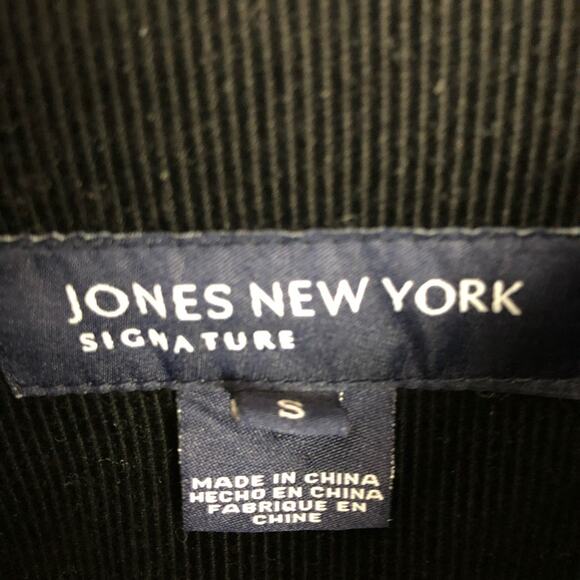 JONES NEW YORK
SIGNATURE
S
MADE IN CHINA
HECHO EN CHINA
FABRIQUE EN
CHINE